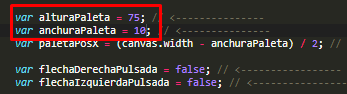 var alturaPaleta = 75; // <---------------
var anchuraPaleta = 10; // <---------------
var paletaPosX = (canvas.width - anchuraPaleta) / 2; //
var flechaDerechaPulsada = false; // <---------------
var flechaIzquierdaPulsada = false; // <---------------